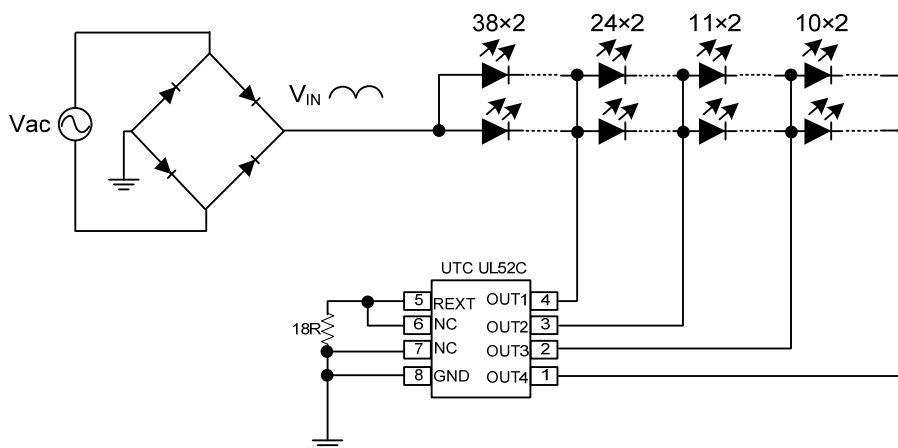 38×2 24×2 11×2 10×2
VIN
Vac
UTC UL52C
5 REXT OUT1 4
18R
6 NC OUT2 3
7 NC OUT3 2
8 GND OUT4 1